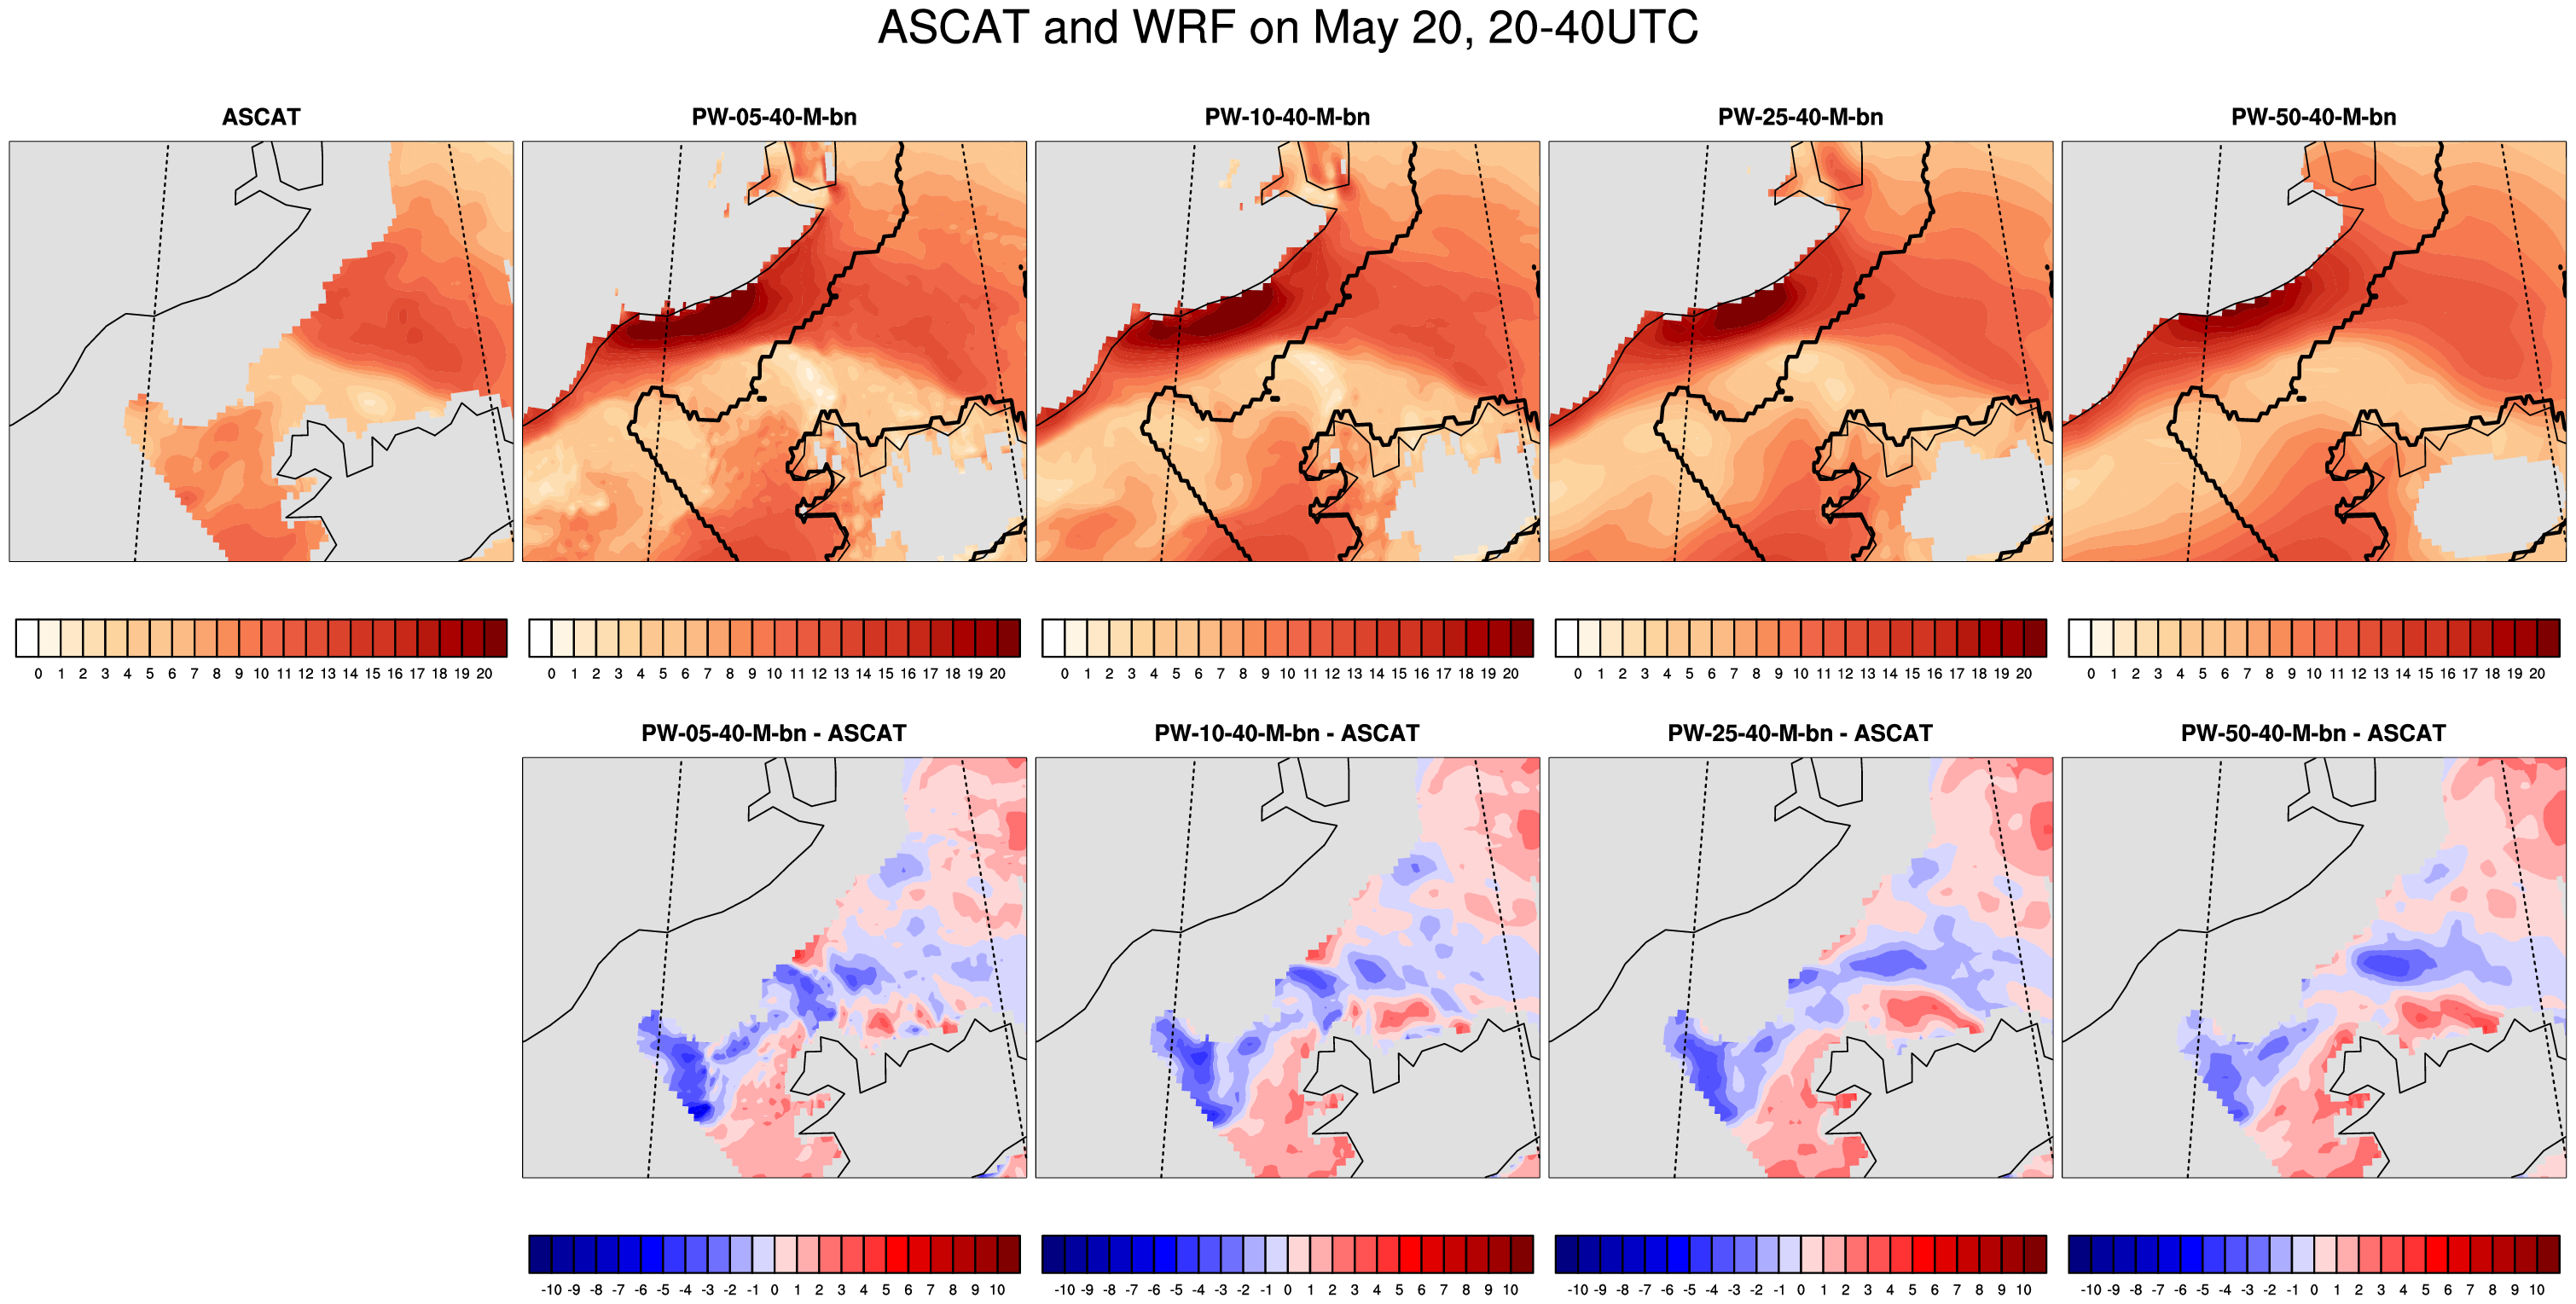 ASCAT and WRF on May 20, 20-40UTC
ASCAT PW-05-40-M-bn PW-10-40-M-bn PW-25-40-M-bn PW-50-40-M-bn
0 1 2 3 4 5 6 7 8 9 10 11 12 13 14 15 16 17 18 19 20 0 1 2 3 4 5 6 7 8 9 10 11 12 13 14 15 16 17 18 19 20 0 1 2 3 4 5 6 7 8 9 10 11 12 13 14 15 16 17 18 19 20 0 1 2 3 4 5 6 7 8 9 10 11 12 13 14 15 16 17 18 19 20 0 1 2 3 4 5 6 7 8 9 10 11 12 13 14 15 16 17 18 19 20
PW-05-40-M-bn - ASCAT PW-10-40-M-bn - ASCAT PW-25-40-M-bn - ASCAT PW-50-40-M-bn - ASCAT
-10 -9 -8 -7 -6 -5 -4 -3 -2 -1 0 1 2 3 4 5 6 7 8 9 10 -10 -9 -8 -7 -6 -5 -4 -3 -2 -1 0 1 2 3 4 5 6 7 8 9 10 -10 -9 -8 -7 -6 -5 -4 -3 -2 -1 0 1 2 3 4 5 6 7 8 9 10 -10 -9 -8 -7 -6 -5 -4 -3 -2 -1 0 1 2 3 4 5 6 7 8 9 10